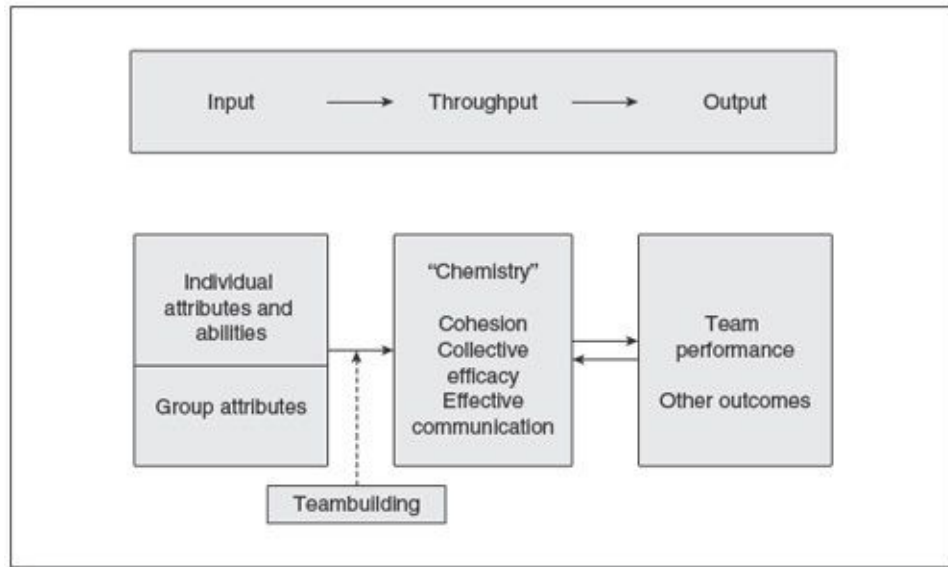 Input
Throughput
Output
Individual
attributes and
abilities
Group attributes
“Chemistry”
Cohesion
Collective
efficacy
Effective
communication
Team
performance
Other outcomes
Teambuilding